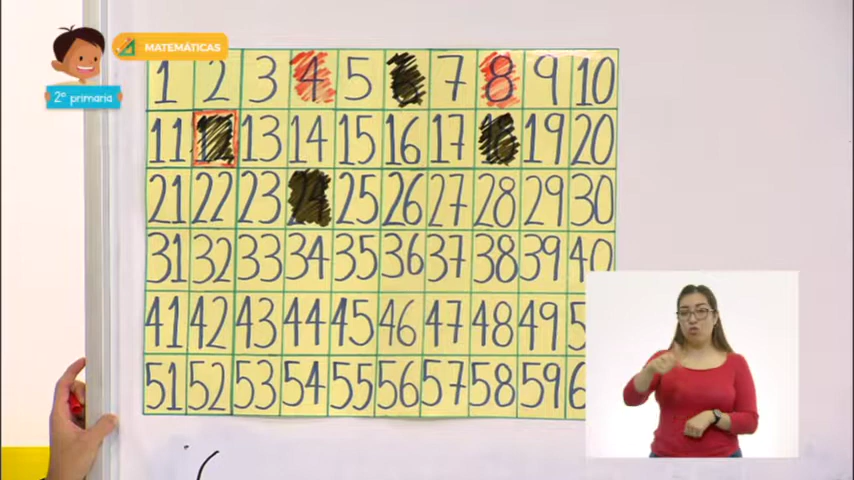 MATEMÁTICAS
2° primaria
1 2 3 4 5 6 7 8 9 10
11 13 14 15 16 17 19 20
21 22 23 25 26 27 28 29 30
31 32 33 34 35 36 37 38 39 40
41 42 43 44 45 46 47 48 49 5
51 52 53 54 55 56 57 58 59 6